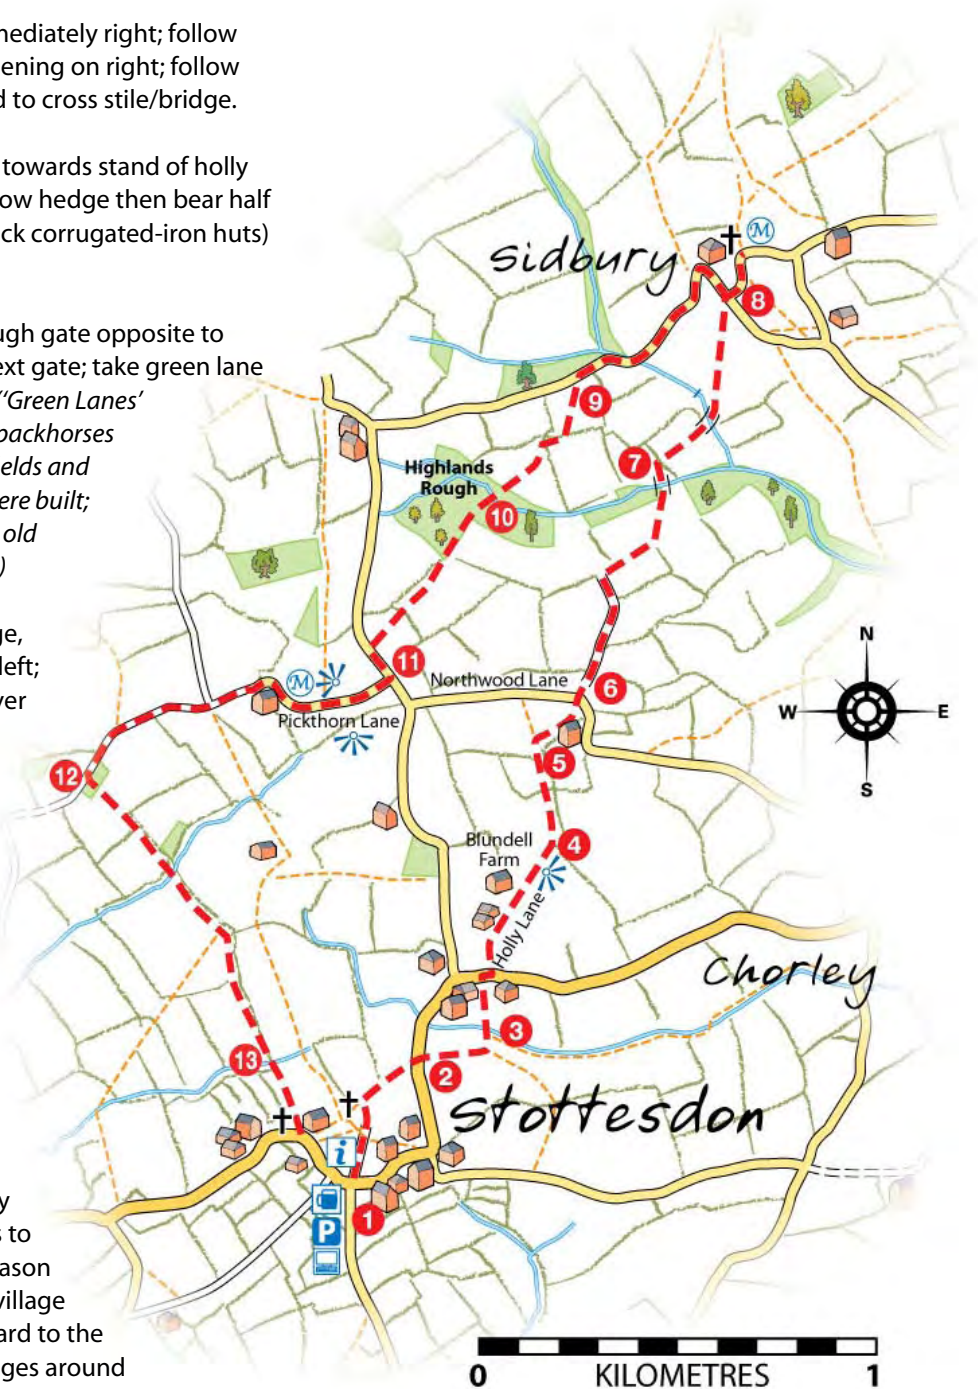 mediately right; follow
ening on right; follow
d to cross stile/bridge.
towards stand of holly
ow hedge then bear half
ck corrugated-iron huts)
ugh gate opposite to
ext gate; take green lane
('Green Lanes'
packhorses
elds and
ere built;
old
)
ge,
left;
ver
y
s to
ason
village
ard to the
ges around
Sidbury
M
8
9
7
Highlands
Rough
10
N
W
E
S
11
Northwood Lane
6
M
Pickthorn Lane
5
12
4
Blundell
Farm
Holly Lane
Chorley
3
13
2
Stottesdon
i
1
P
0
KILOMETRES
1